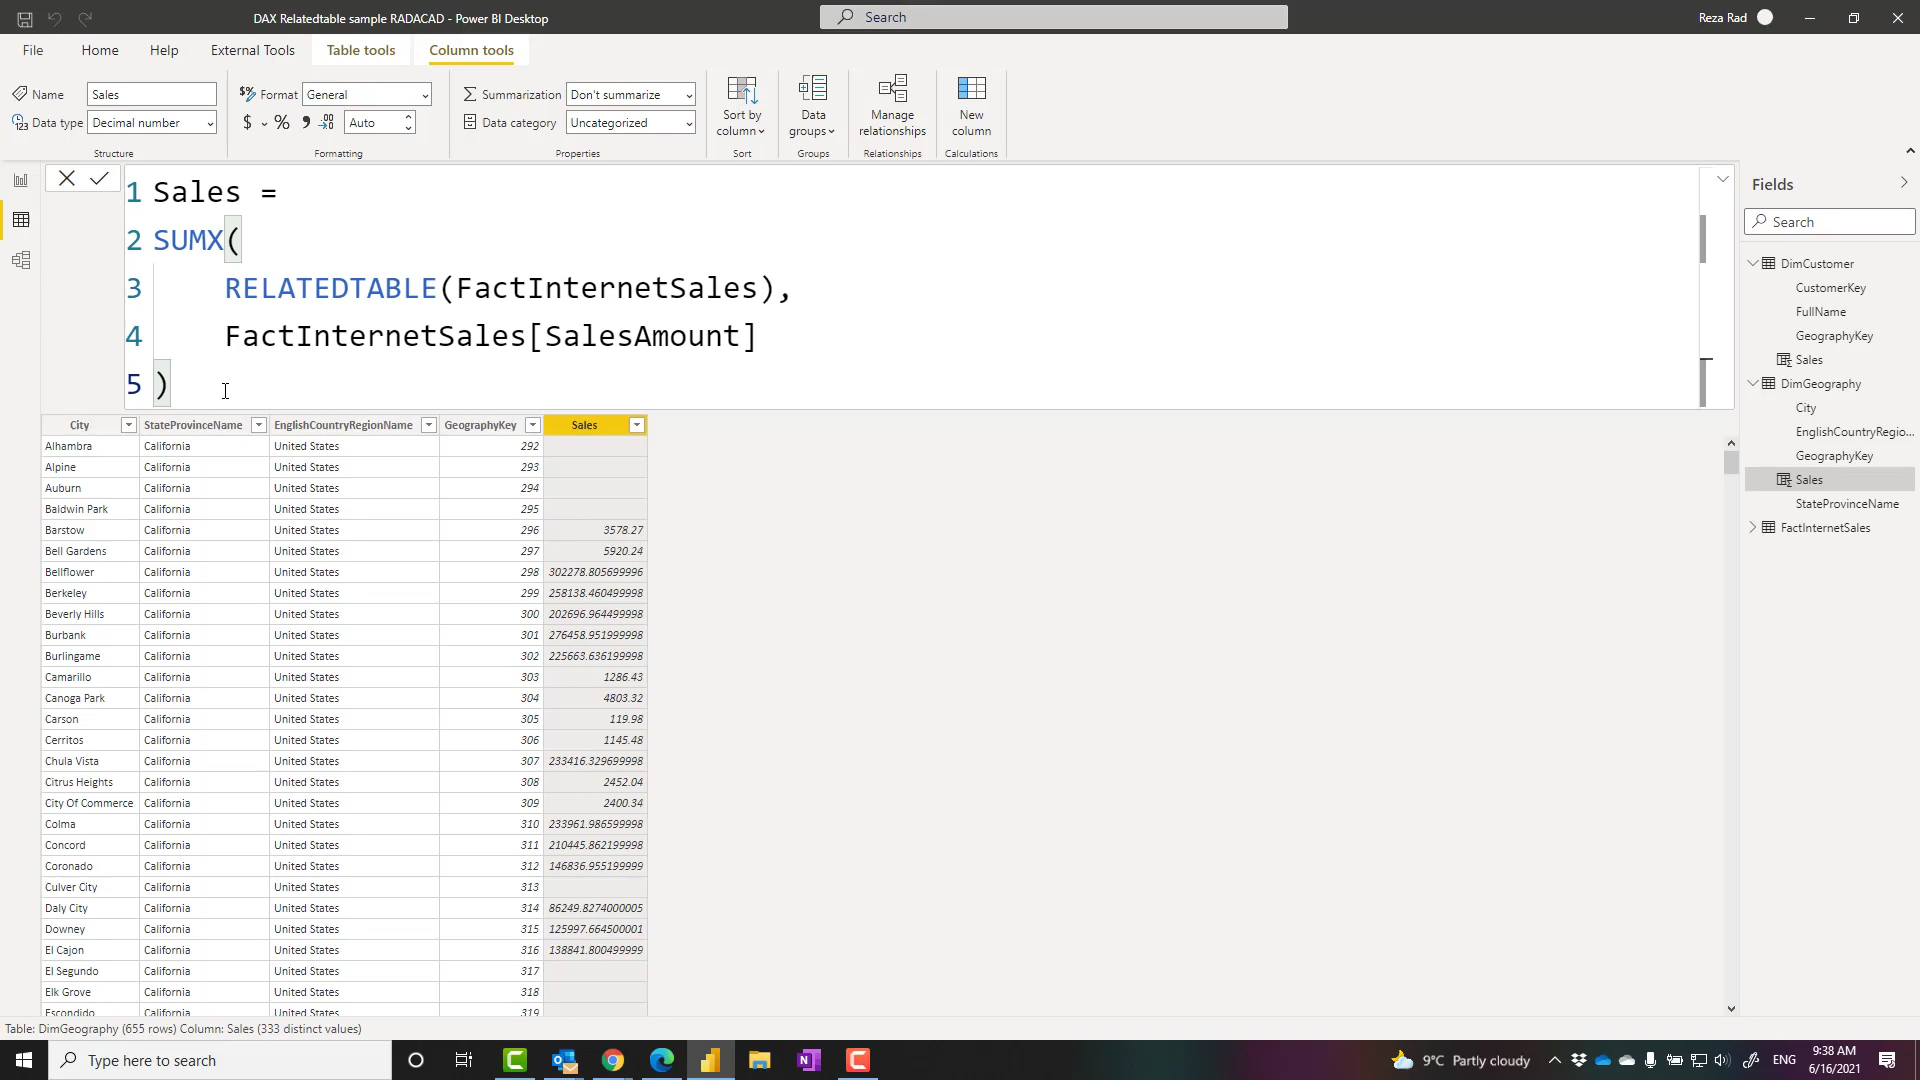 DAX Relatedtable sample RADACAD - Power BI Desktop
Search
Reza Rad
File
Home
Help
External Tools
Table tools
Column tools
Name
Sales
Data type
Decimal number
Structure
Format
General
$
%
Auto
Formatting
Summarization
Don't summarize
Data category
Uncategorized
Properties
Sort by
column
Sort
Data
groups
Groups
Manage
relationships
Relationships
New
column
Calculations
1 Sales =
2 SUMX(
3 RELATEDTABLE(FactInternetSales),
4 FactInternetSales[SalesAmount]
5 )
City StateProvinceName EnglishCountryRegionName GeographyKey Sales
Alhambra California United States 292
Alpine California United States 293
Auburn California United States 294
Baldwin Park California United States 295
Barstow California United States 296 3578.27
Bell Gardens California United States 297 5920.24
Bellflower California United States 298 302278.805699996
Berkeley California United States 299 258138.460499998
Beverly Hills California United States 300 202696.964499998
Burbank California United States 301 276458.951999998
Burlingame California United States 302 225663.636199998
Camarillo California United States 303 1286.43
Canoga Park California United States 304 4803.32
Carson California United States 305 119.98
Cerritos California United States 306 1145.48
Chula Vista California United States 307 233416.329699998
Citrus Heights California United States 308 2452.04
City Of Commerce California United States 309 2400.34
Colma California United States 310 233961.986599998
Concord California United States 311 210445.862199998
Coronado California United States 312 146836.955199999
Culver City California United States 313
Daly City California United States 314 86249.8274000005
Downey California United States 315 125997.664500001
El Cajon California United States 316 138841.800499999
El Segundo California United States 317
Elk Grove California United States 318
Escondido California United States 319
Fields
Search
DimCustomer
CustomerKey
FullName
GeographyKey
Sales
DimGeography
City
EnglishCountryRegio...
GeographyKey
Sales
StateProvinceName
FactInternetSales
Table: DimGeography (655 rows) Column: Sales (333 distinct values)
Type here to search
9°C Partly cloudy
ENG
9:38 AM
6/16/2021